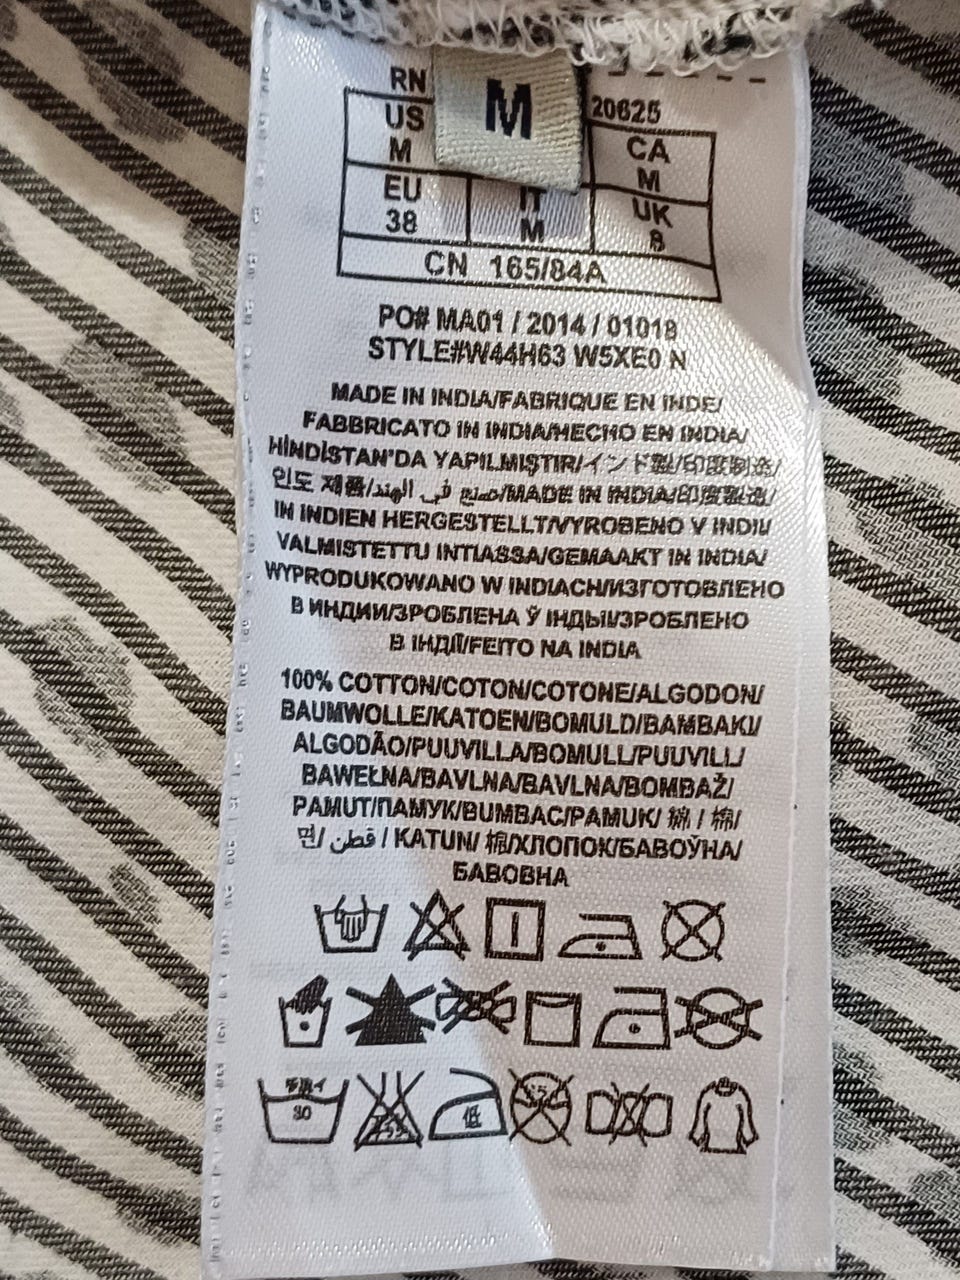 RN 20625
M
US CA
M M
EU IT UK
38 M 8
CN 165/84A
PO# MA01 / 2014 / 01018
STYLE#W44H63 W5XE0 N
MADE IN INDIA/FABRIQUE EN INDE/
FABBRICATO IN INDIA/HECHO EN INDIA/
HİNDİSTAN'DA YAPILMIŞTIR/インド製/印度制造/
인도 제품/صنع في الهند/MADE IN INDIA/印度製造/
IN INDIEN HERGESTELLT/VYROBENO V INDIU
VALMISTETTU INTIASSA/GEMAAKT IN INDIA/
WYPRODUKOWANO W INDIACH/ИЗГОТОВЛЕНО
В ИНДИИ/ЗРОБЛЕНА Ў ІНДЫІ/ЗРОБЛЕНО
В ІНДІЇ/FEITO NA INDIA
100% COTTON/COTON/COTONE/ALGODON/
BAUMWOLLE/KATOEN/BOMULD/BAMBAKI/
ALGODÃO/PUUVILLA/BOMULL/PUUVILL/
BAWEŁNA/BAVLNA/BAVLNA/BOMBAŽ/
PAMUT/ПАМУК/BUMBAC/PAMUK/ 綿 / 棉/
면/ قطن / KATUN/ 棉/ХЛОПОК/БАВОЎНА/
БАВОВНА
30
低